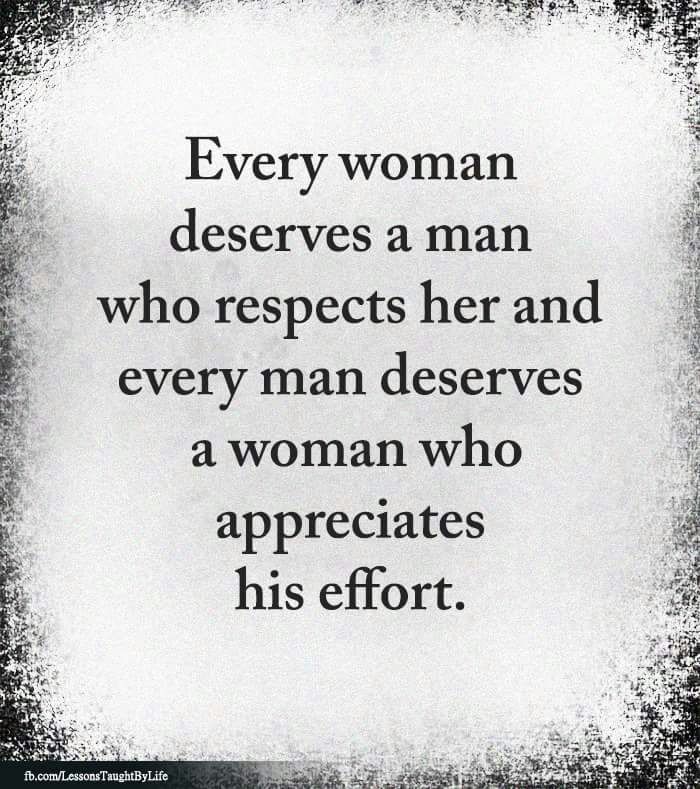 Every woman
deserves a man
who respects her and
every man deserves
a woman who
appreciates
his effort.
fb.com/LessonsTaughtByLife